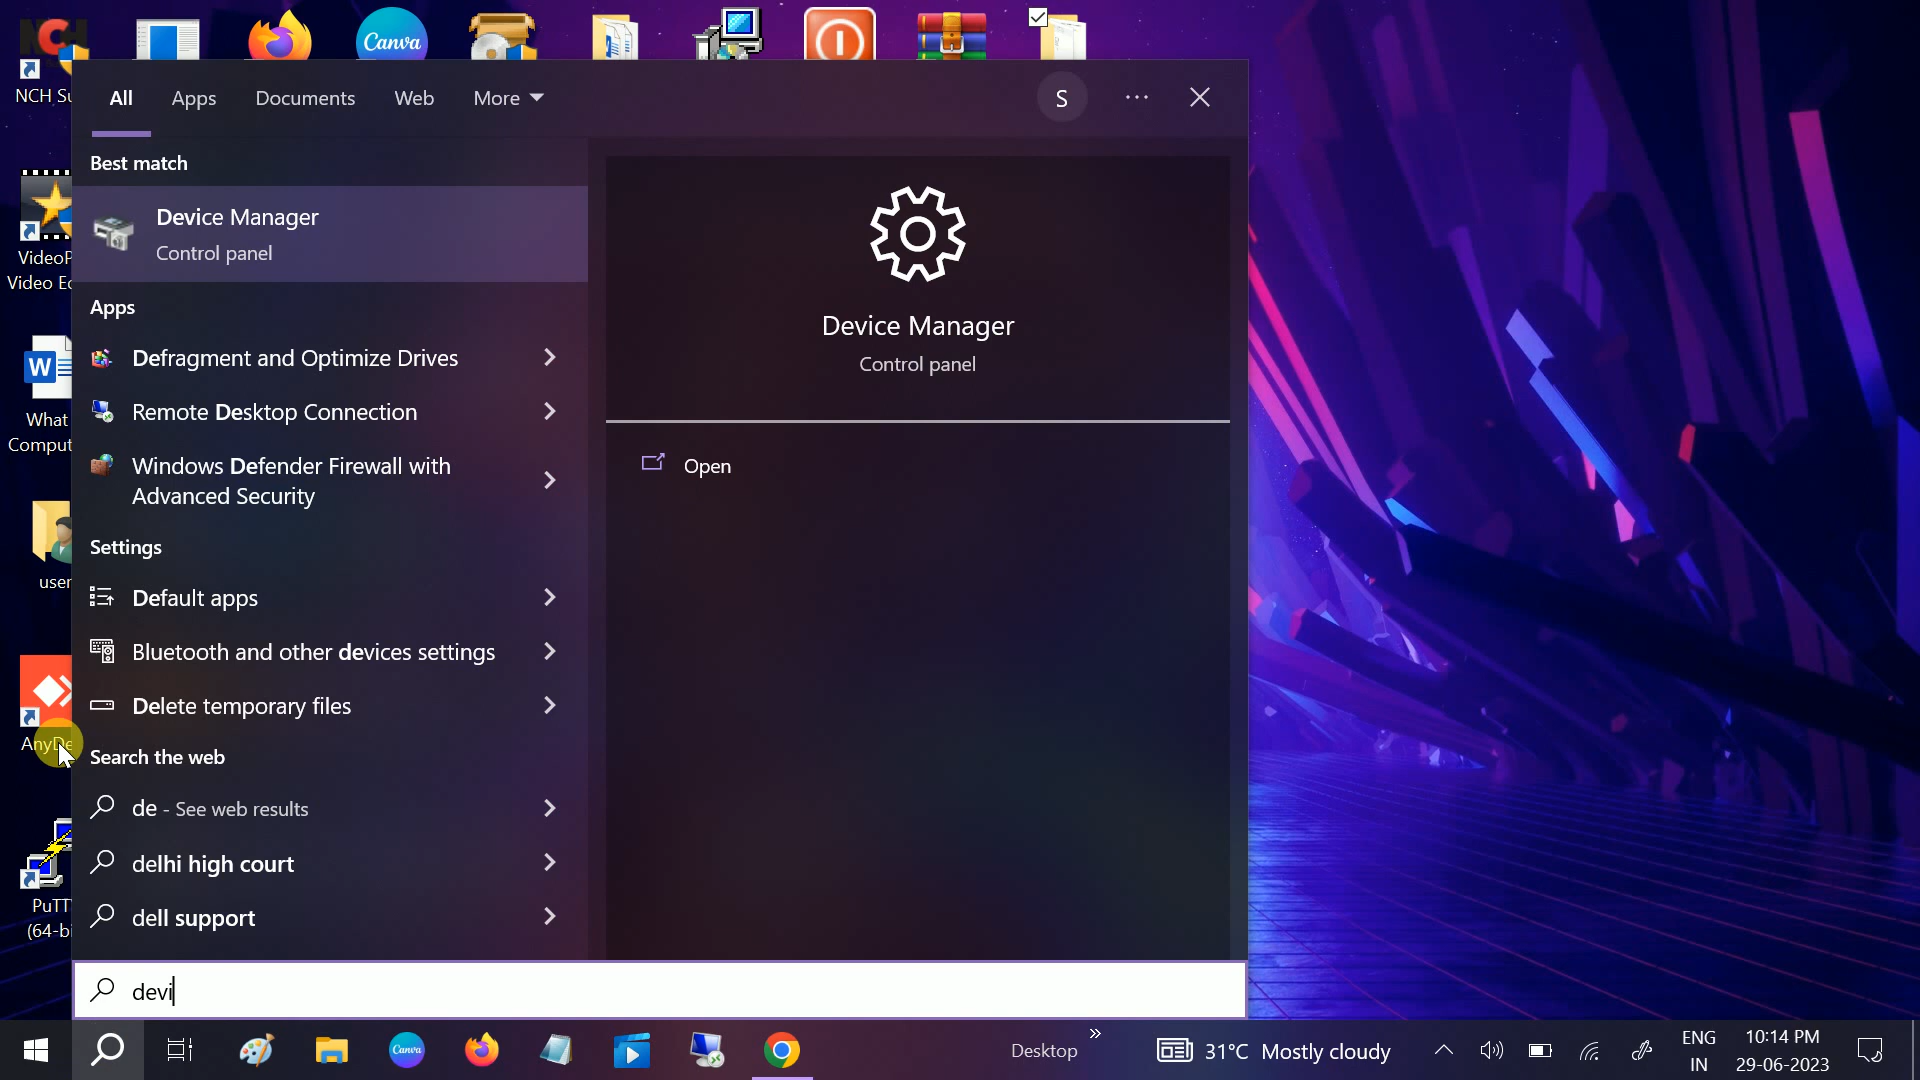 Canva
NCH Su
VideoP
Video Ec
W
What
Comput
user
AnyDe
PuTT
(64-bi
All
Apps
Documents
Web
More
S
Best match
Device Manager
Control panel
Apps
Defragment and Optimize Drives
Remote Desktop Connection
Windows Defender Firewall with
Advanced Security
Settings
Default apps
Bluetooth and other devices settings
Delete temporary files
Search the web
de - See web results
delhi high court
dell support
devi
Device Manager
Control panel
Open
Canva
Desktop
31°C Mostly cloudy
ENG
IN
10:14 PM
29-06-2023